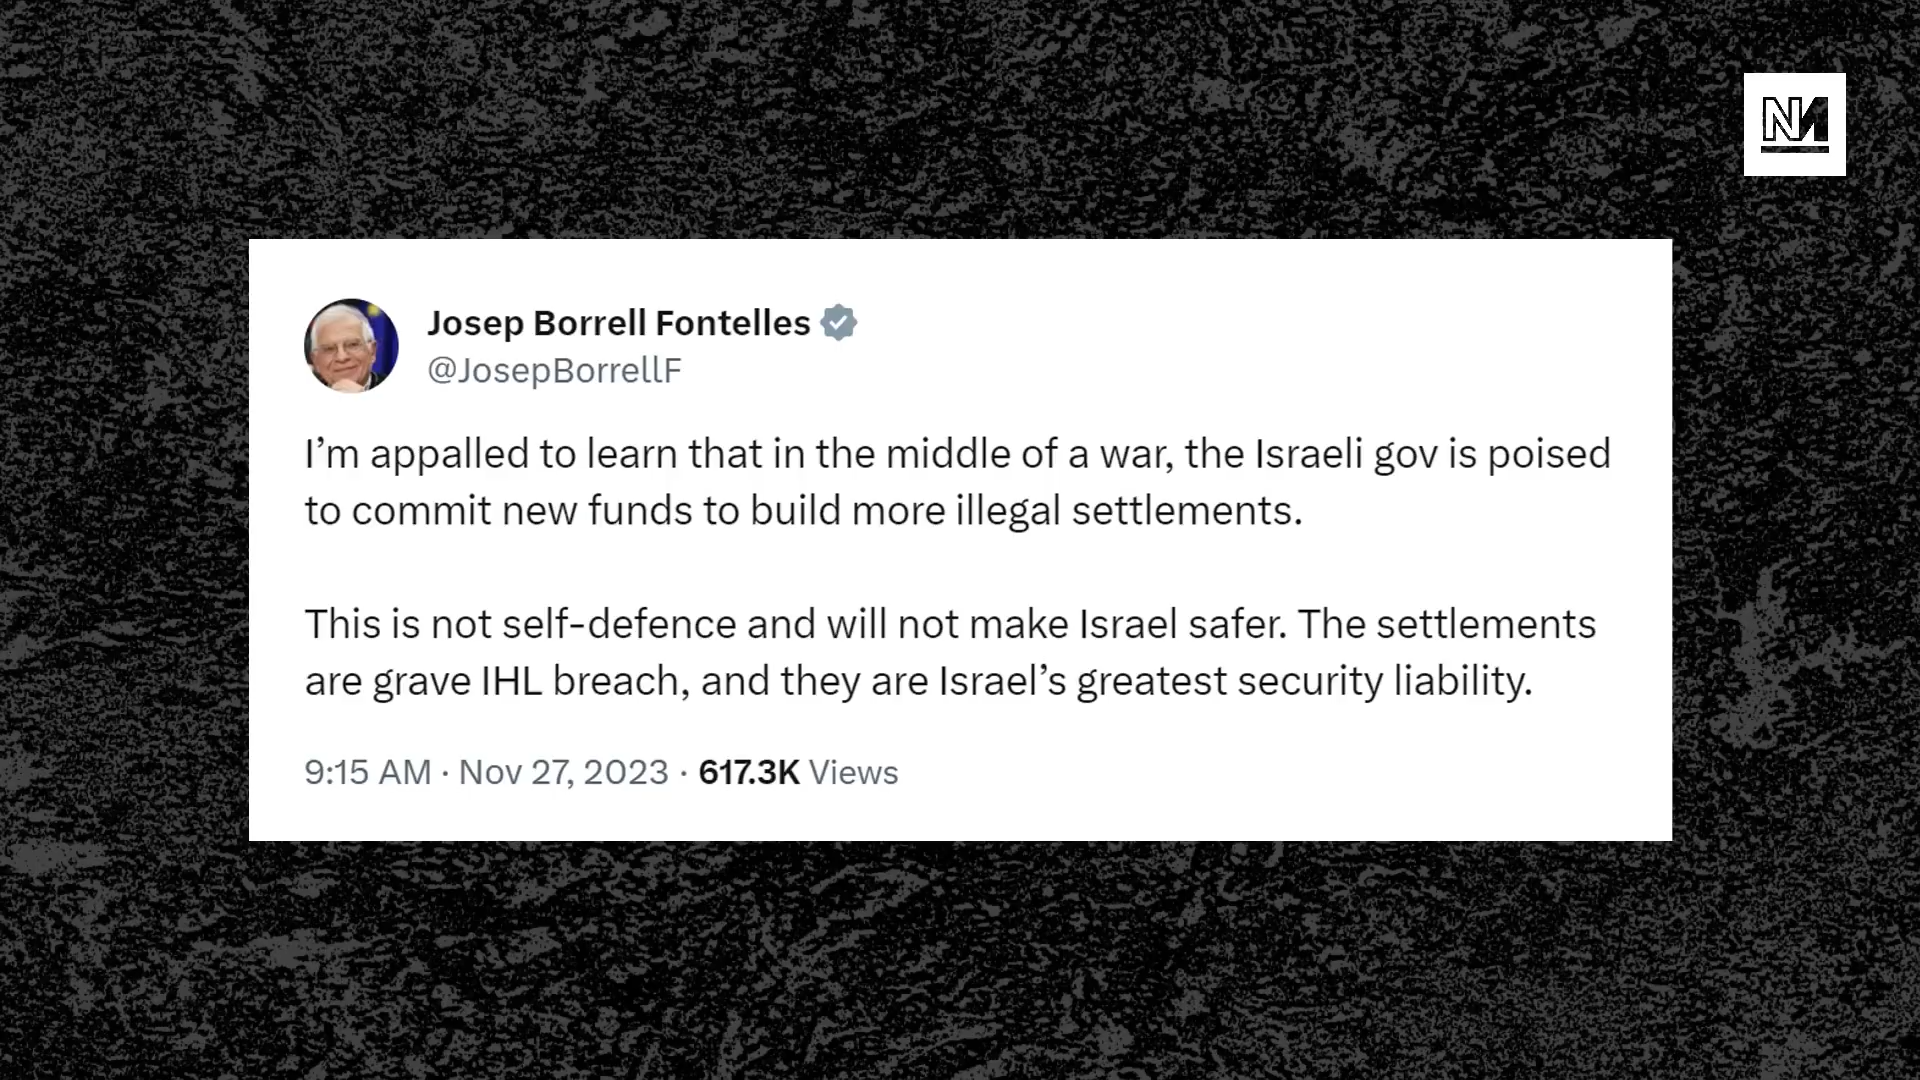 NM
Josep Borrell Fontelles
@JosepBorrellF
I’m appalled to learn that in the middle of a war, the Israeli gov is poised
to commit new funds to build more illegal settlements.
This is not self-defence and will not make Israel safer. The settlements
are grave IHL breach, and they are Israel’s greatest security liability.
9:15 AM · Nov 27, 2023 · 617.3K Views